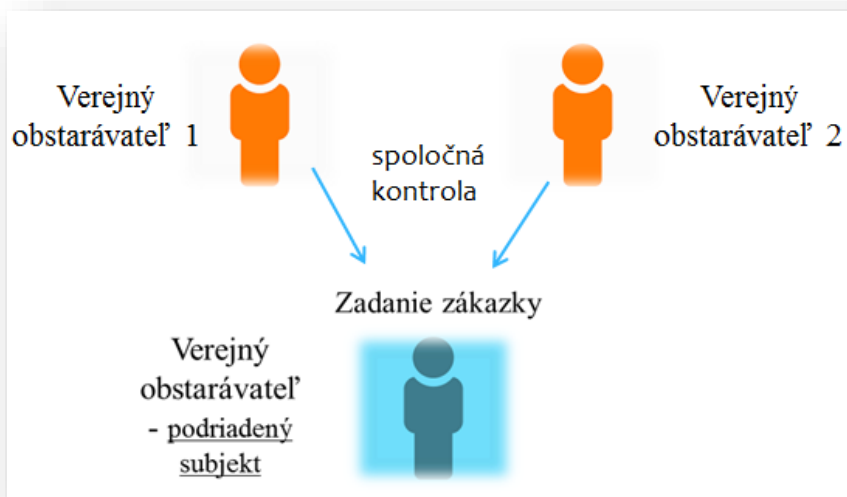 Verejný
obstarávateľ 1
spoločná
kontrola
Verejný
obstarávateľ 2
Zadanie zákazky
Verejný
obstarávateľ
- podriadený
subjekt